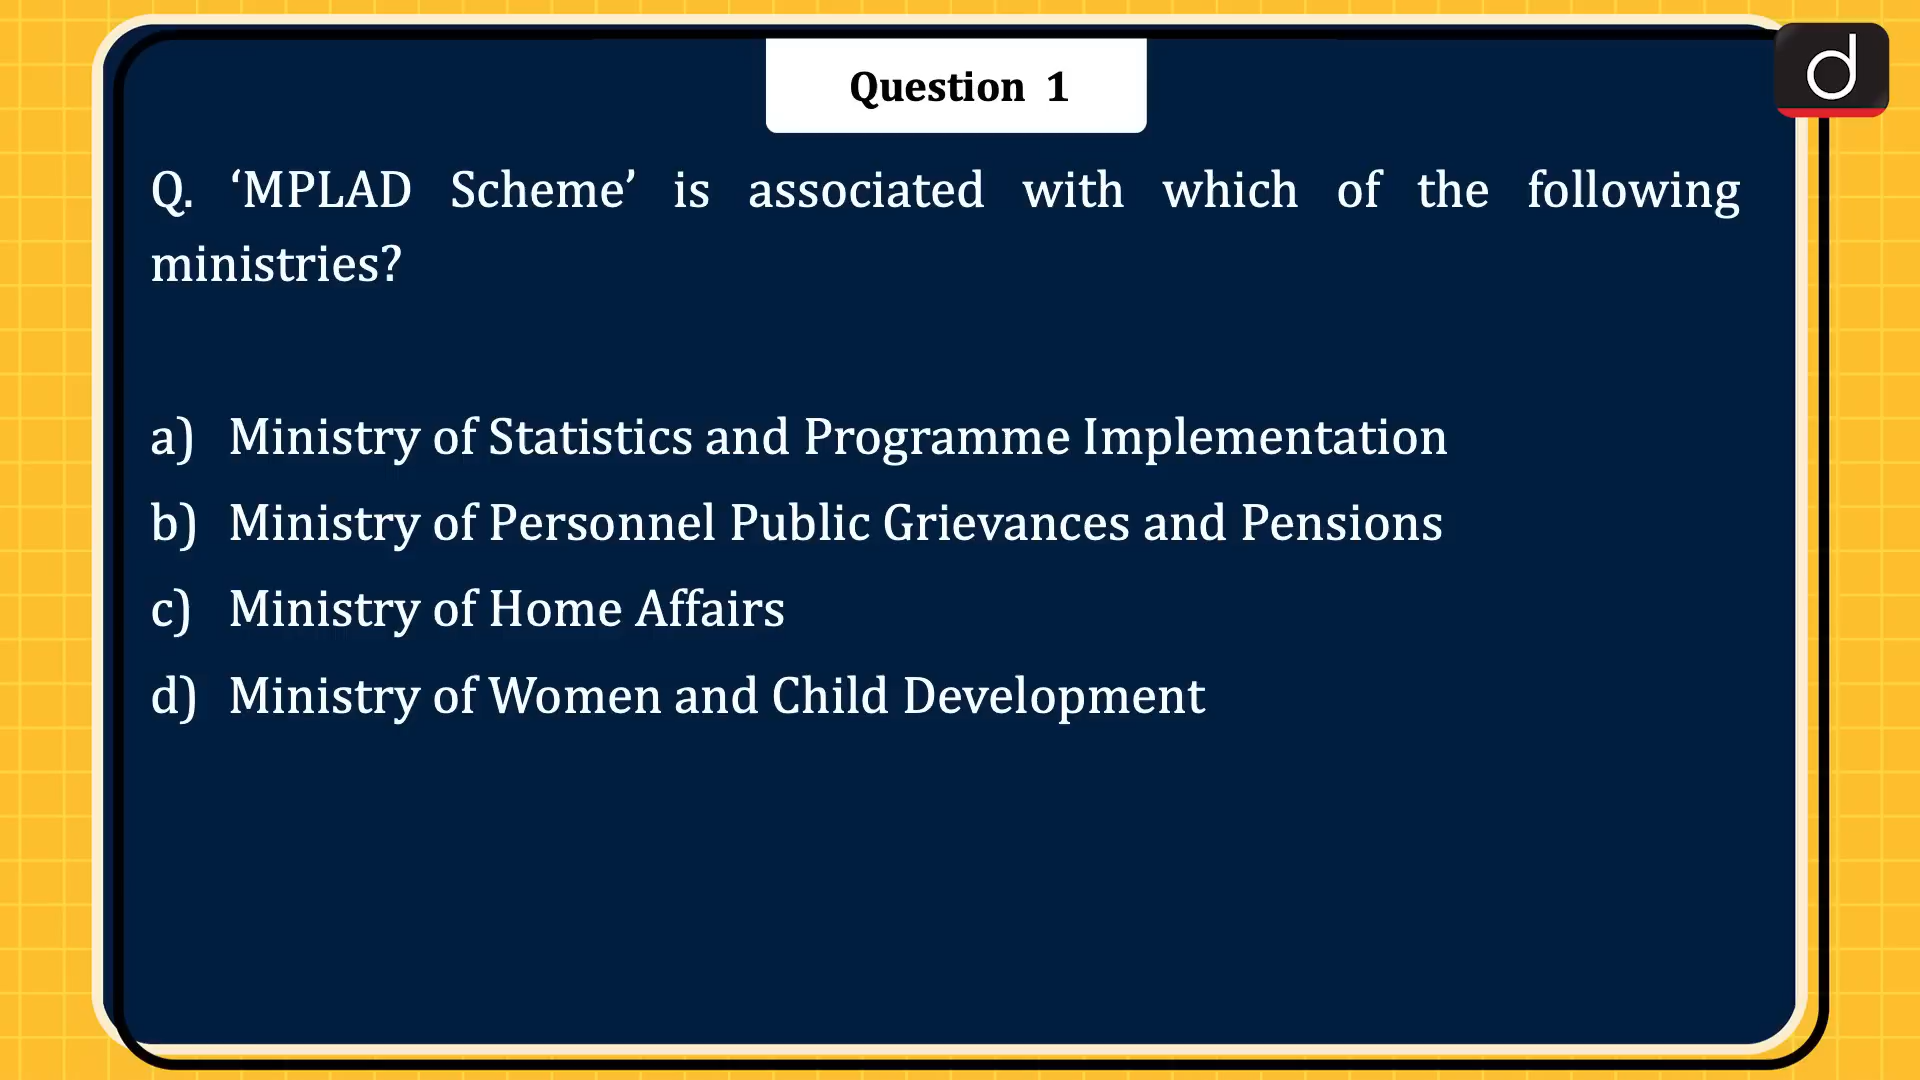 Question 1
Q. ‘MPLAD Scheme’ is associated with which of the following
ministries?
a) Ministry of Statistics and Programme Implementation
b) Ministry of Personnel Public Grievances and Pensions
c) Ministry of Home Affairs
d) Ministry of Women and Child Development
d